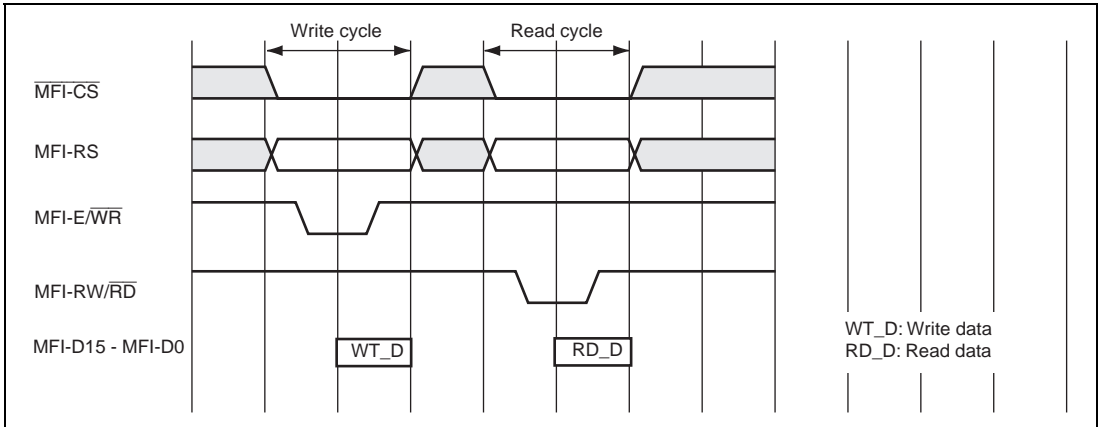 Write cycle Read cycle
MFI-CS
MFI-RS
MFI-E/WR
MFI-RW/RD
MFI-D15 - MFI-D0
WT_D RD_D
WT_D: Write data
RD_D: Read data